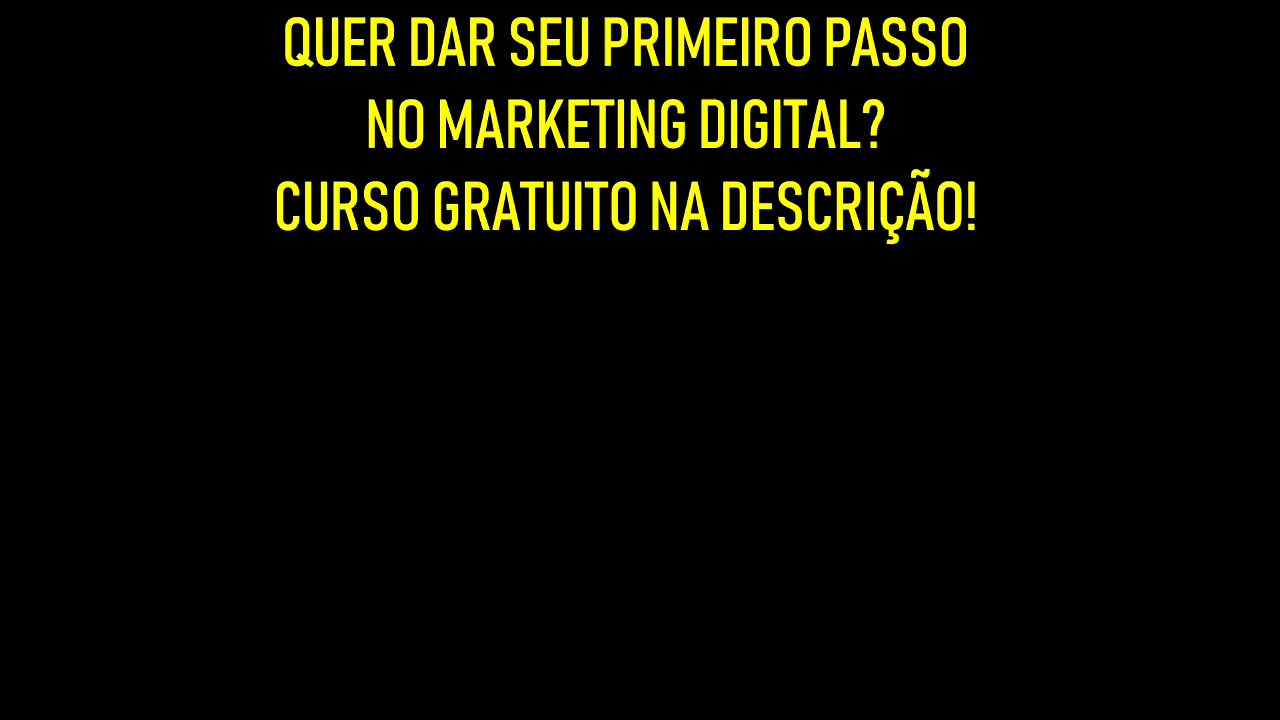 QUER DAR SEU PRIMEIRO PASSO
NO MARKETING DIGITAL?
CURSO GRATUITO NA DESCRIÇÃO!